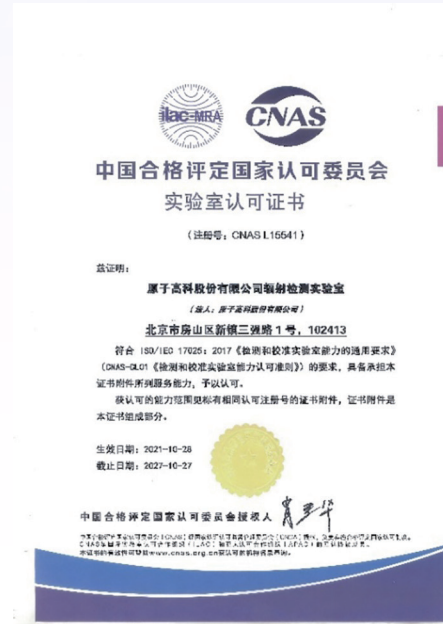 ilac-MRA
CNAS
中国合格评定国家认可委员会
实验室认可证书
（注册号：CNAS L15541）
兹证明：
原子高科股份有限公司辐射检测实验室
（法人：原子高科股份有限公司）
北京市房山区新镇三强路1号，102413
符合 ISO/IEC 17025：2017《检测和校准实验室能力的通用要求》
（CNAS-CL01《检测和校准实验室能力认可准则》）的要求，具备承担本
证书附件所列服务能力，予以认可。
获认可的能力范围见标有相同认可注册号的证书附件，证书附件是
本证书组成部分。
生效日期：2021-10-28
截止日期：2027-10-27
中国合格评定国家认可委员会授权人